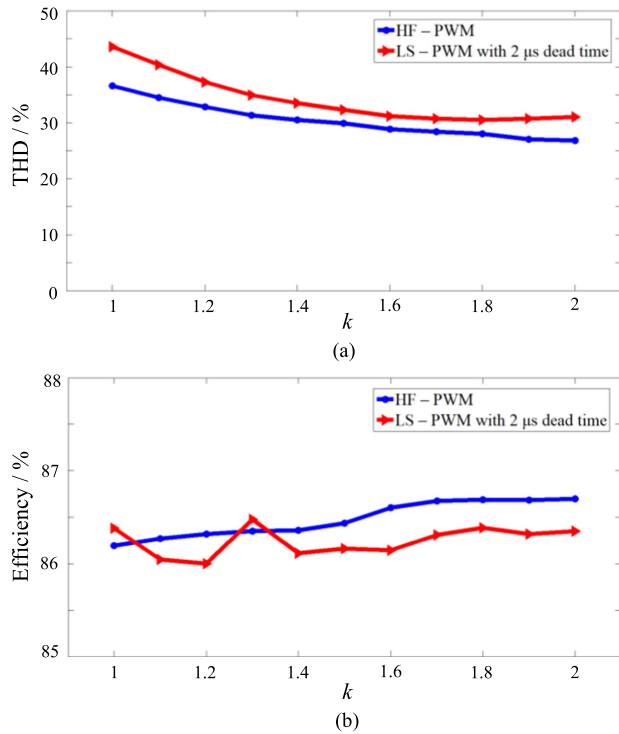 50
40
30
20
10
0
THD / %
HF – PWM
LS – PWM with 2 μs dead time
1 1.2 1.4 1.6 1.8 2
k
(a)
88
87
86
85
Efficiency / %
HF – PWM
LS – PWM with 2 μs dead time
1 1.2 1.4 1.6 1.8 2
k
(b)